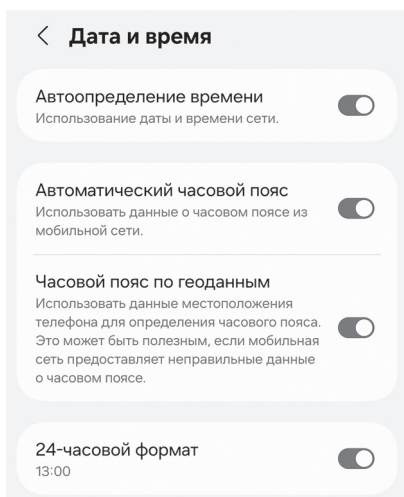 Дата и время
Автоопределение времени
Использование даты и времени сети.
Автоматический часовой пояс
Использовать данные о часовом поясе из
мобильной сети.
Часовой пояс по геоданным
Использовать данные местоположения
телефона для определения часового пояса.
Это может быть полезным, если мобильная
сеть предоставляет неправильные данные
о часовом поясе.
24-часовой формат
13:00